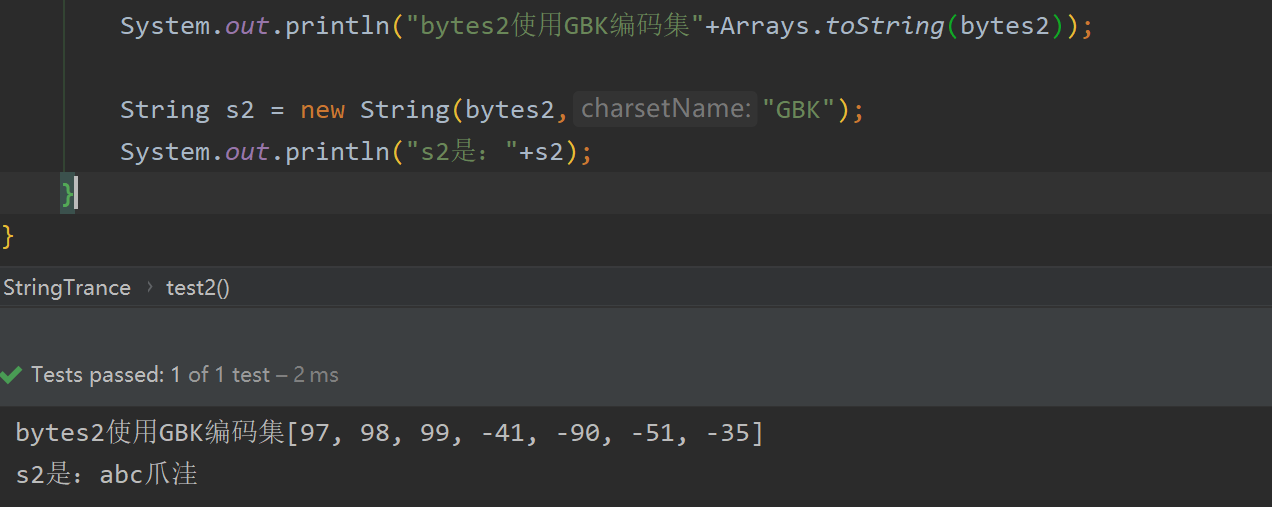 System.out.println("bytes2使用GBK编码集"+Arrays.toString(bytes2));
String s2 = new String(bytes2, charsetName: "GBK");
System.out.println("s2是："+s2);
}
}
StringTrance › test2()
Tests passed: 1 of 1 test – 2 ms
bytes2使用GBK编码集[97, 98, 99, -41, -90, -51, -35]
s2是：abc爪洼